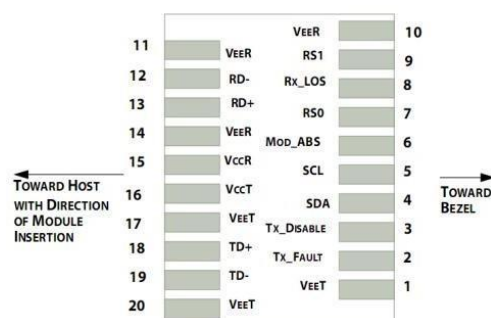 VEER 10
11 VEER RS1 9
12 RD- RX_LOS 8
13 RD+ RS0 7
14 VEER MOD_ABS 6
15 VCCR SCL 5
16 VCCT SDA 4
17 VEET TX_DISABLE 3
18 TD+ TX_FAULT 2
19 TD- VEET 1
20 VEET
TOWARD HOST
WITH DIRECTION
OF MODULE
INSERTION
TOWARD
BEZEL